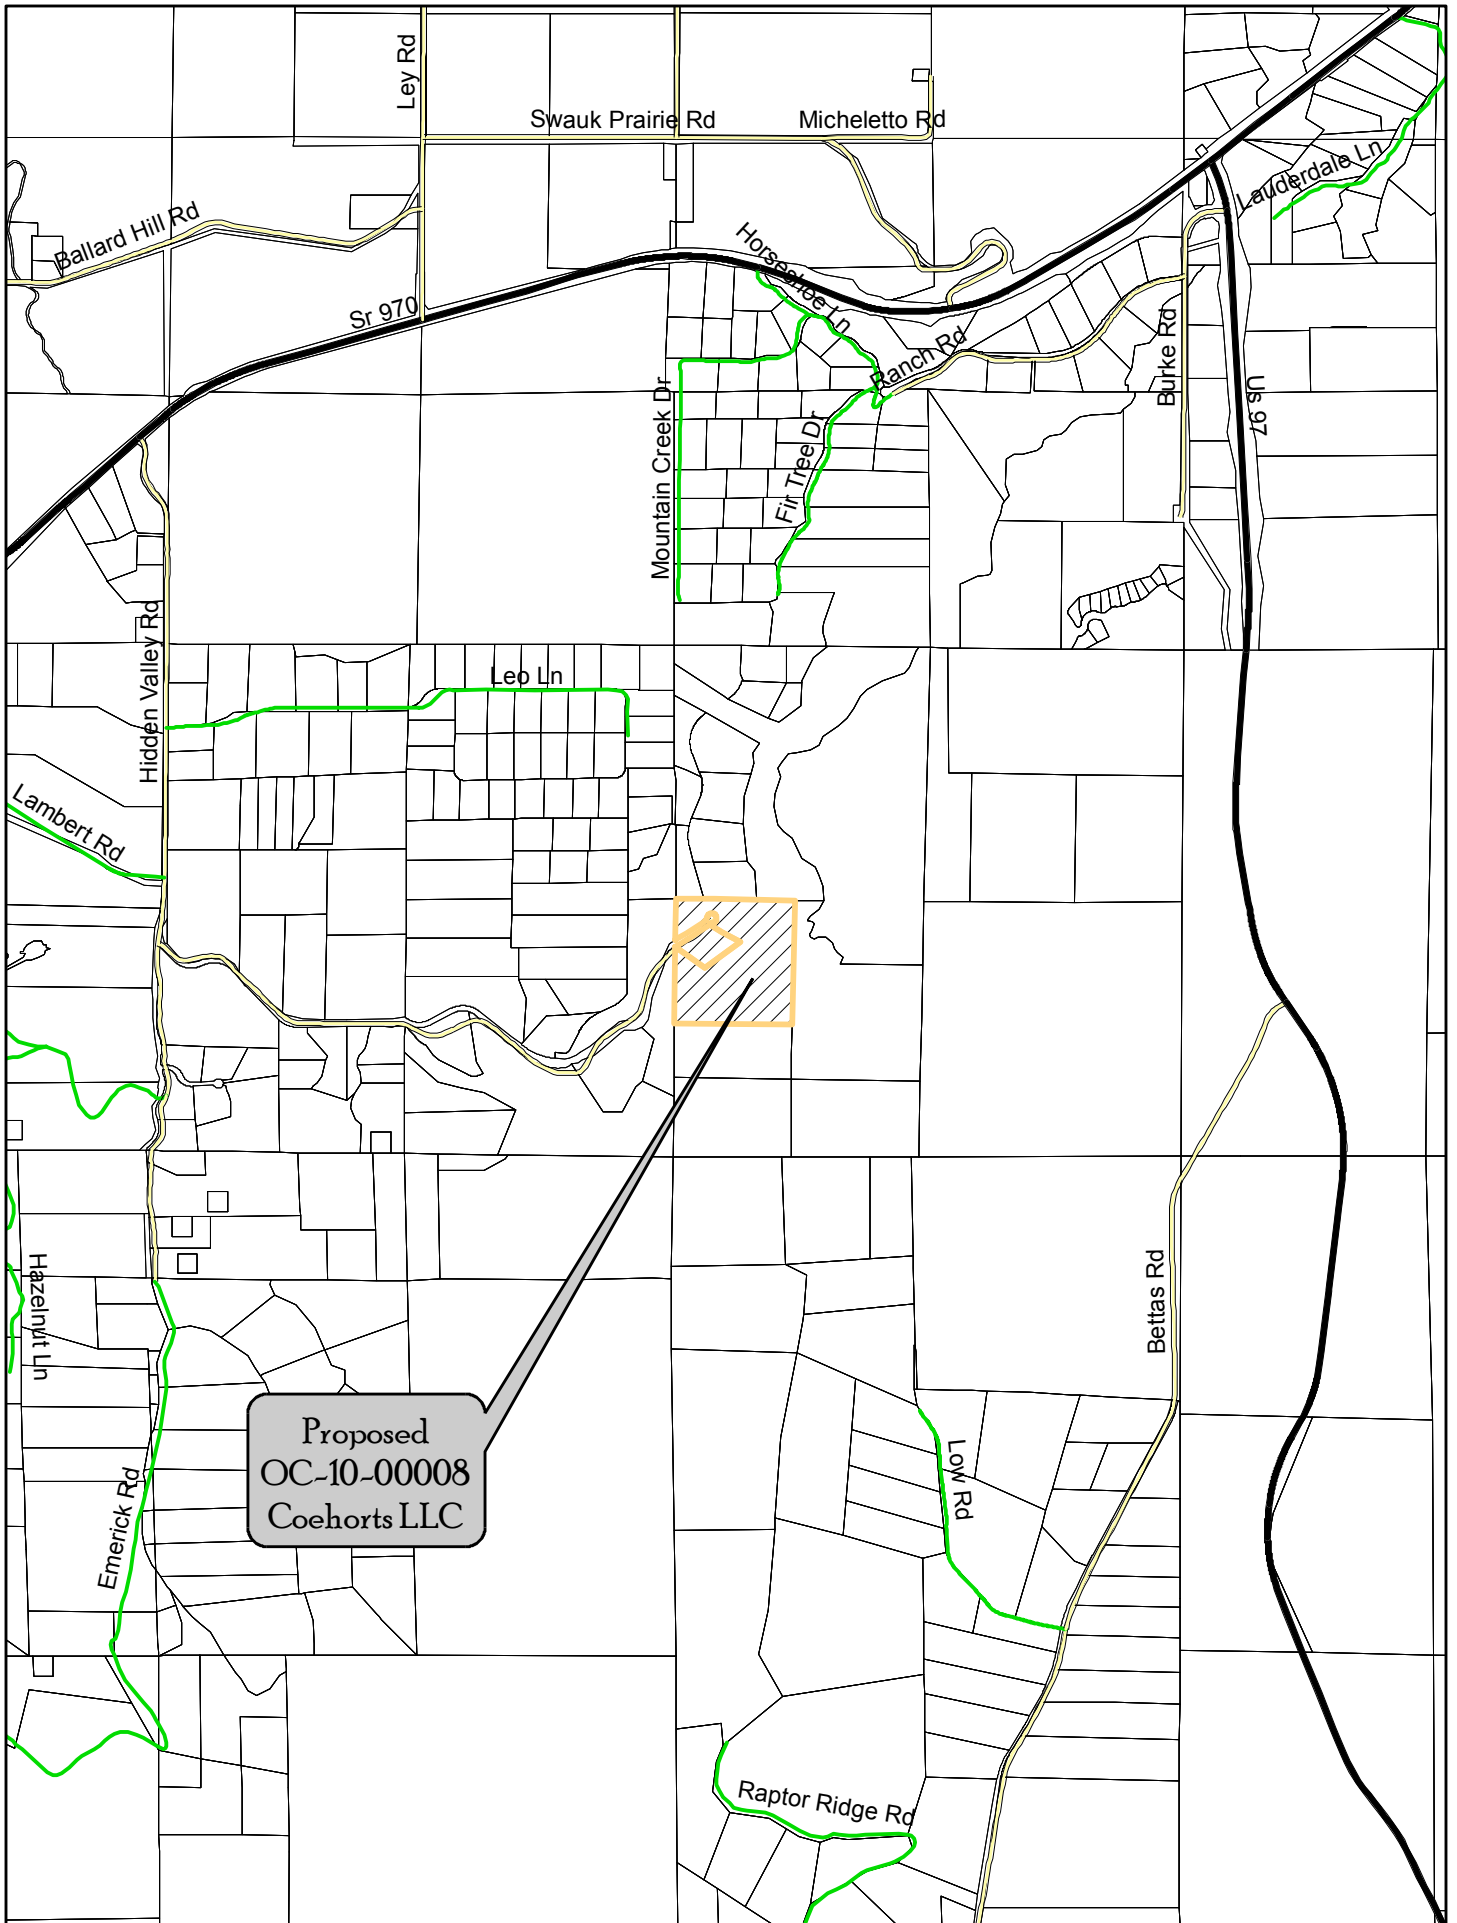 Ley Rd
Swauk Prairie Rd
Micheletto Rd
Lauderdale Ln
Ballard Hill Rd
Horseshoe Ln
Sr 970
Ranch Rd
Burke Rd
Us 97
Mountain Creek Dr
Fir Tree Dr
Hidden Valley Rd
Leo Ln
Lambert Rd
Hazelnut Ln
Bettas Rd
Proposed
OC-10-00008
Coehorts LLC
Low Rd
Emerick Rd
Raptor Ridge Rd